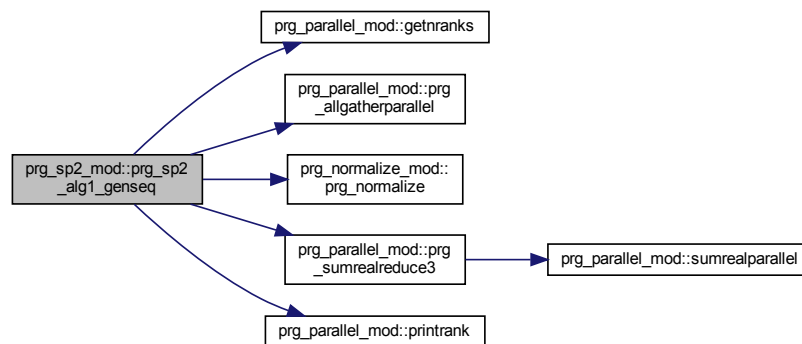 prg_parallel_mod::getnranks
prg_parallel_mod::prg
_allgatherparallel
prg_sp2_mod::prg_sp2
_alg1_genseq
prg_normalize_mod::
prg_normalize
prg_parallel_mod::prg
_sumrealreduce3
prg_parallel_mod::sumrealparallel
prg_parallel_mod::printrank